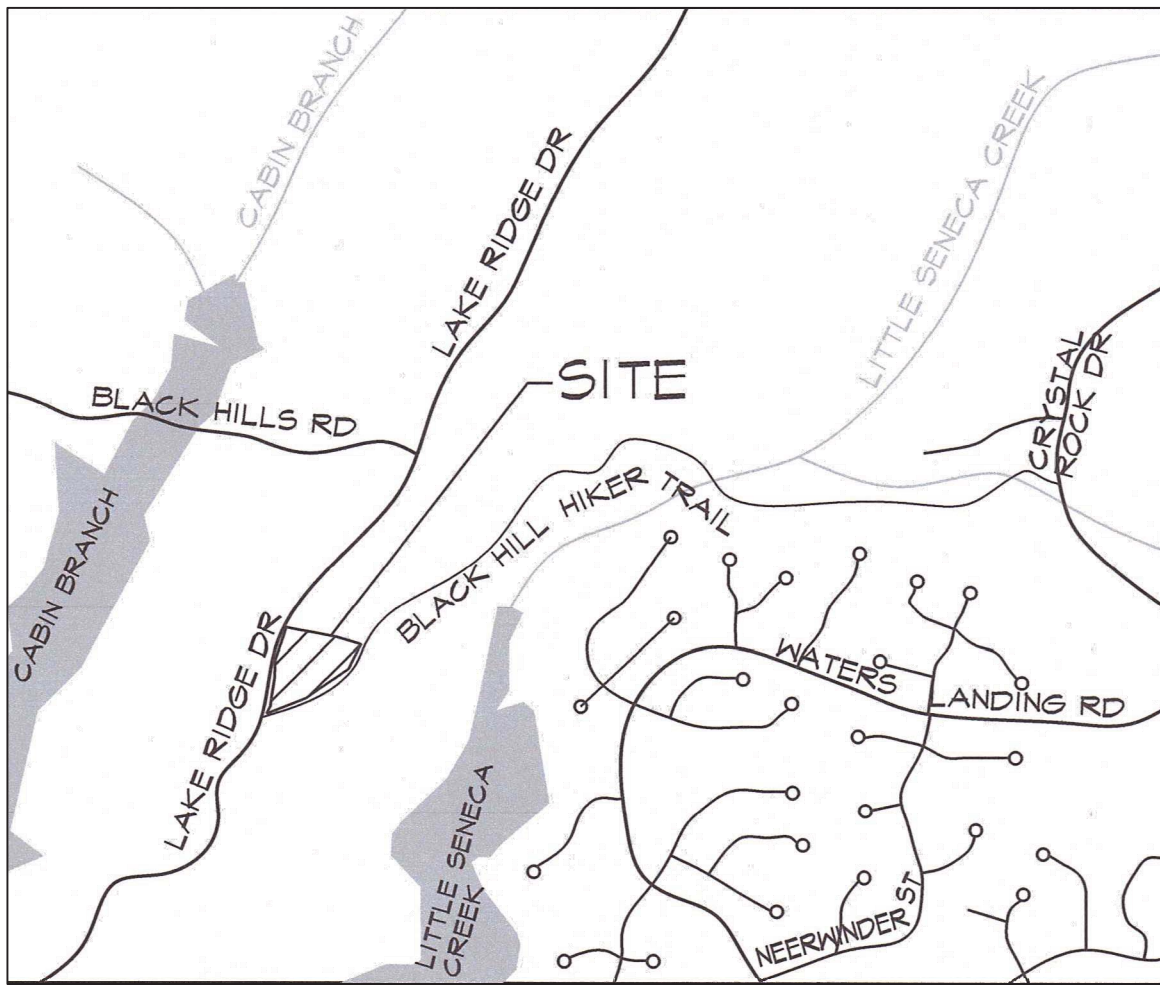 CABIN BRANCH
LAKE RIDGE DR
LITTLE SENECA CREEK
SITE
CRYSTAL
ROCK DR
BLACK HILLS RD
BLACK HILL HIKER TRAIL
CABIN BRANCH
LAKE RIDGE DR
WATERS LANDING RD
LAKE RIDGE DR
LITTLE SENECA
CREEK
NEERWINDER ST